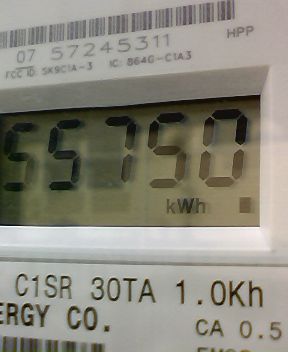 07 57245311
HPP
FCC ID: SK9C1A-3 IC: 864G-C1A3
55750
kWh
C1SR 30TA 1.0Kh
ERGY CO.
CA 0.5